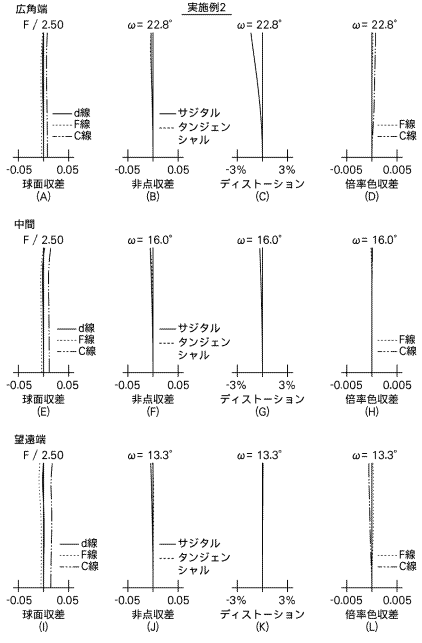 実施例2
広角端
F / 2.50 ω= 22.8° ω= 22.8° ω= 22.8°
d線
F線
C線
サジタル
タンジェン
シャル
F線
C線
-0.05 0.05 -0.05 0.05 -3% 3% -0.005 0.005
球面収差 非点収差 ディストーション 倍率色収差
(A) (B) (C) (D)
中間
F / 2.50 ω= 16.0° ω= 16.0° ω= 16.0°
d線
F線
C線
サジタル
タンジェン
シャル
F線
C線
-0.05 0.05 -0.05 0.05 -3% 3% -0.005 0.005
球面収差 非点収差 ディストーション 倍率色収差
(E) (F) (G) (H)
望遠端
F / 2.50 ω= 13.3° ω= 13.3° ω= 13.3°
d線
F線
C線
サジタル
タンジェン
シャル
F線
C線
-0.05 0.05 -0.05 0.05 -3% 3% -0.005 0.005
球面収差 非点収差 ディストーション 倍率色収差
(I) (J) (K) (L)